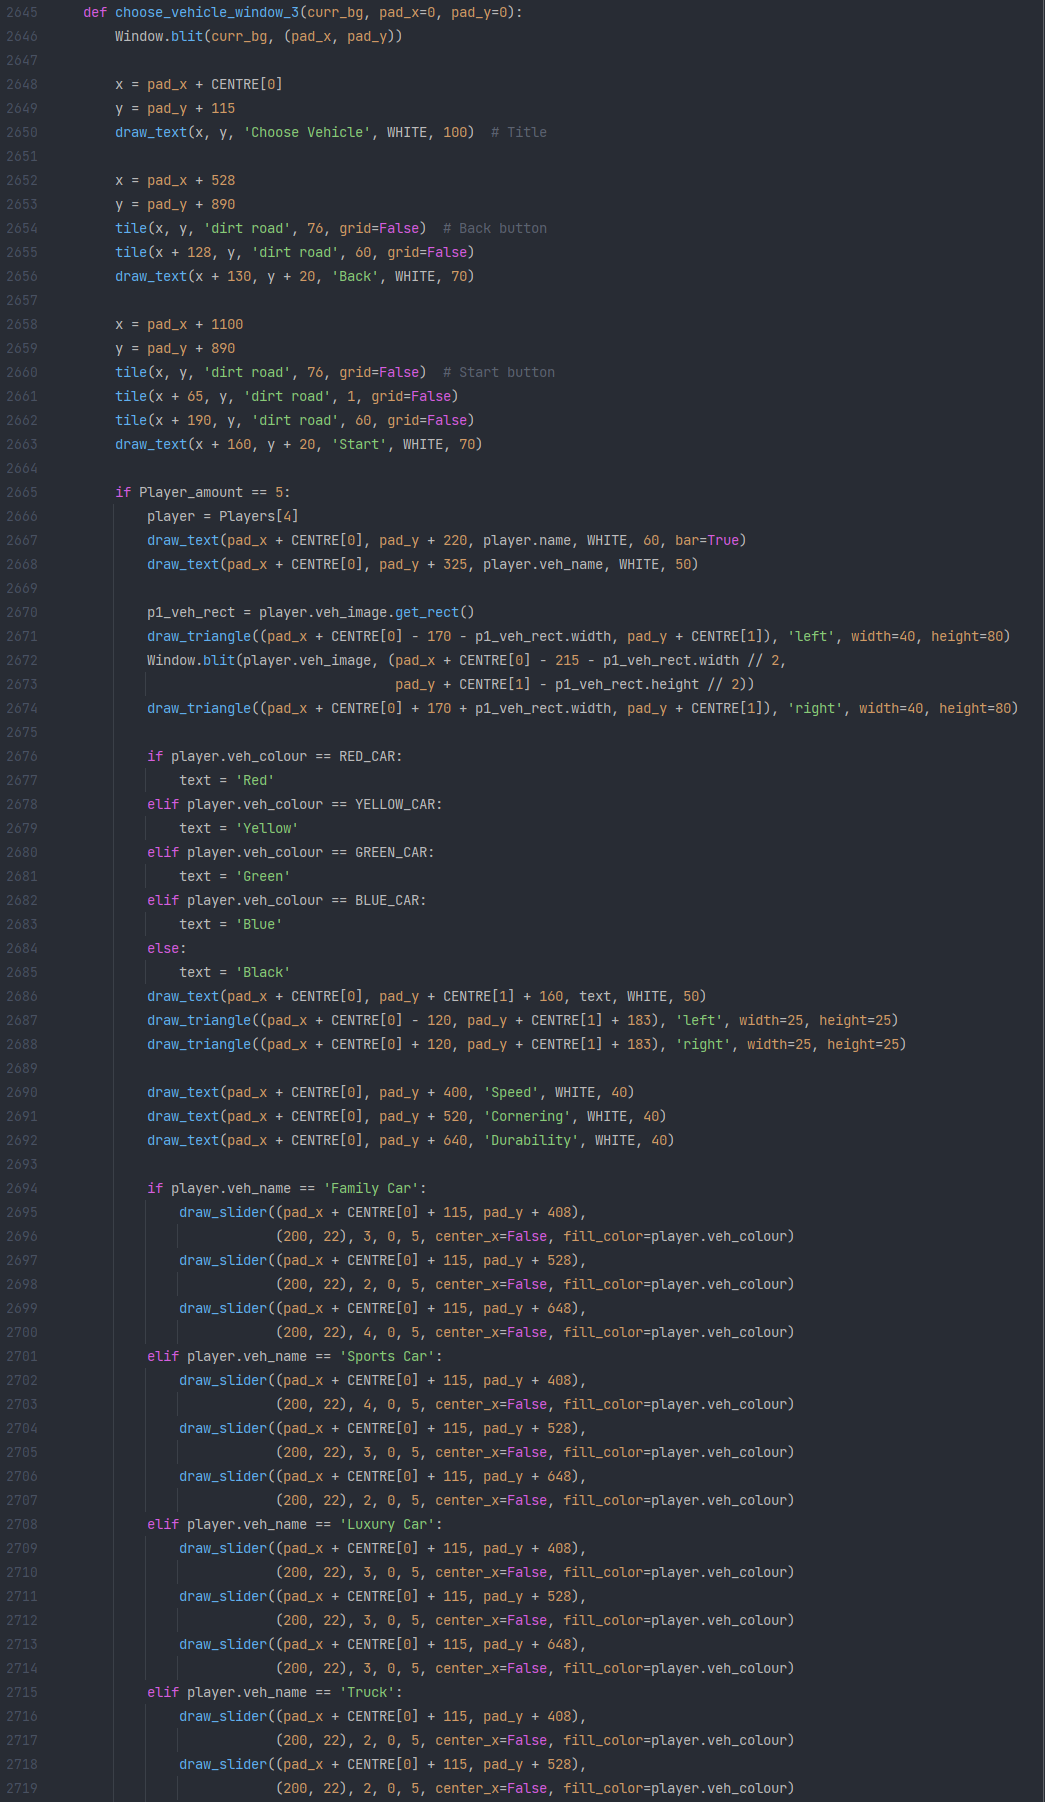 2645 def choose_vehicle_window_3(curr_bg, pad_x=0, pad_y=0):
2646 Window.blit(curr_bg, (pad_x, pad_y))
2647
2648 x = pad_x + CENTRE[0]
2649 y = pad_y + 115
2650 draw_text(x, y, 'Choose Vehicle', WHITE, 100)  # Title
2651
2652 x = pad_x + 528
2653 y = pad_y + 890
2654 tile(x, y, 'dirt road', 76, grid=False)  # Back button
2655 tile(x + 128, y, 'dirt road', 60, grid=False)
2656 draw_text(x + 130, y + 20, 'Back', WHITE, 70)
2657
2658 x = pad_x + 1100
2659 y = pad_y + 890
2660 tile(x, y, 'dirt road', 76, grid=False)  # Start button
2661 tile(x + 65, y, 'dirt road', 1, grid=False)
2662 tile(x + 190, y, 'dirt road', 60, grid=False)
2663 draw_text(x + 160, y + 20, 'Start', WHITE, 70)
2664
2665 if Player_amount == 5:
2666 player = Players[4]
2667 draw_text(pad_x + CENTRE[0], pad_y + 220, player.name, WHITE, 60, bar=True)
2668 draw_text(pad_x + CENTRE[0], pad_y + 325, player.veh_name, WHITE, 50)
2669
2670 p1_veh_rect = player.veh_image.get_rect()
2671 draw_triangle((pad_x + CENTRE[0] - 170 - p1_veh_rect.width, pad_y + CENTRE[1]), 'left', width=40, height=80)
2672 Window.blit(player.veh_image, (pad_x + CENTRE[0] - 215 - p1_veh_rect.width // 2,
2673 pad_y + CENTRE[1] - p1_veh_rect.height // 2))
2674 draw_triangle((pad_x + CENTRE[0] + 170 + p1_veh_rect.width, pad_y + CENTRE[1]), 'right', width=40, height=80)
2675
2676 if player.veh_colour == RED_CAR:
2677 text = 'Red'
2678 elif player.veh_colour == YELLOW_CAR:
2679 text = 'Yellow'
2680 elif player.veh_colour == GREEN_CAR:
2681 text = 'Green'
2682 elif player.veh_colour == BLUE_CAR:
2683 text = 'Blue'
2684 else:
2685 text = 'Black'
2686 draw_text(pad_x + CENTRE[0], pad_y + CENTRE[1] + 160, text, WHITE, 50)
2687 draw_triangle((pad_x + CENTRE[0] - 120, pad_y + CENTRE[1] + 183), 'left', width=25, height=25)
2688 draw_triangle((pad_x + CENTRE[0] + 120, pad_y + CENTRE[1] + 183), 'right', width=25, height=25)
2689
2690 draw_text(pad_x + CENTRE[0], pad_y + 400, 'Speed', WHITE, 40)
2691 draw_text(pad_x + CENTRE[0], pad_y + 520, 'Cornering', WHITE, 40)
2692 draw_text(pad_x + CENTRE[0], pad_y + 640, 'Durability', WHITE, 40)
2693
2694 if player.veh_name == 'Family Car':
2695 draw_slider((pad_x + CENTRE[0] + 115, pad_y + 408),
2696 (200, 22), 3, 0, 5, center_x=False, fill_color=player.veh_colour)
2697 draw_slider((pad_x + CENTRE[0] + 115, pad_y + 528),
2698 (200, 22), 2, 0, 5, center_x=False, fill_color=player.veh_colour)
2699 draw_slider((pad_x + CENTRE[0] + 115, pad_y + 648),
2700 (200, 22), 4, 0, 5, center_x=False, fill_color=player.veh_colour)
2701 elif player.veh_name == 'Sports Car':
2702 draw_slider((pad_x + CENTRE[0] + 115, pad_y + 408),
2703 (200, 22), 4, 0, 5, center_x=False, fill_color=player.veh_colour)
2704 draw_slider((pad_x + CENTRE[0] + 115, pad_y + 528),
2705 (200, 22), 3, 0, 5, center_x=False, fill_color=player.veh_colour)
2706 draw_slider((pad_x + CENTRE[0] + 115, pad_y + 648),
2707 (200, 22), 2, 0, 5, center_x=False, fill_color=player.veh_colour)
2708 elif player.veh_name == 'Luxury Car':
2709 draw_slider((pad_x + CENTRE[0] + 115, pad_y + 408),
2710 (200, 22), 3, 0, 5, center_x=False, fill_color=player.veh_colour)
2711 draw_slider((pad_x + CENTRE[0] + 115, pad_y + 528),
2712 (200, 22), 3, 0, 5, center_x=False, fill_color=player.veh_colour)
2713 draw_slider((pad_x + CENTRE[0] + 115, pad_y + 648),
2714 (200, 22), 3, 0, 5, center_x=False, fill_color=player.veh_colour)
2715 elif player.veh_name == 'Truck':
2716 draw_slider((pad_x + CENTRE[0] + 115, pad_y + 408),
2717 (200, 22), 2, 0, 5, center_x=False, fill_color=player.veh_colour)
2718 draw_slider((pad_x + CENTRE[0] + 115, pad_y + 528),
2719 (200, 22), 2, 0, 5, center_x=False, fill_color=player.veh_colour)